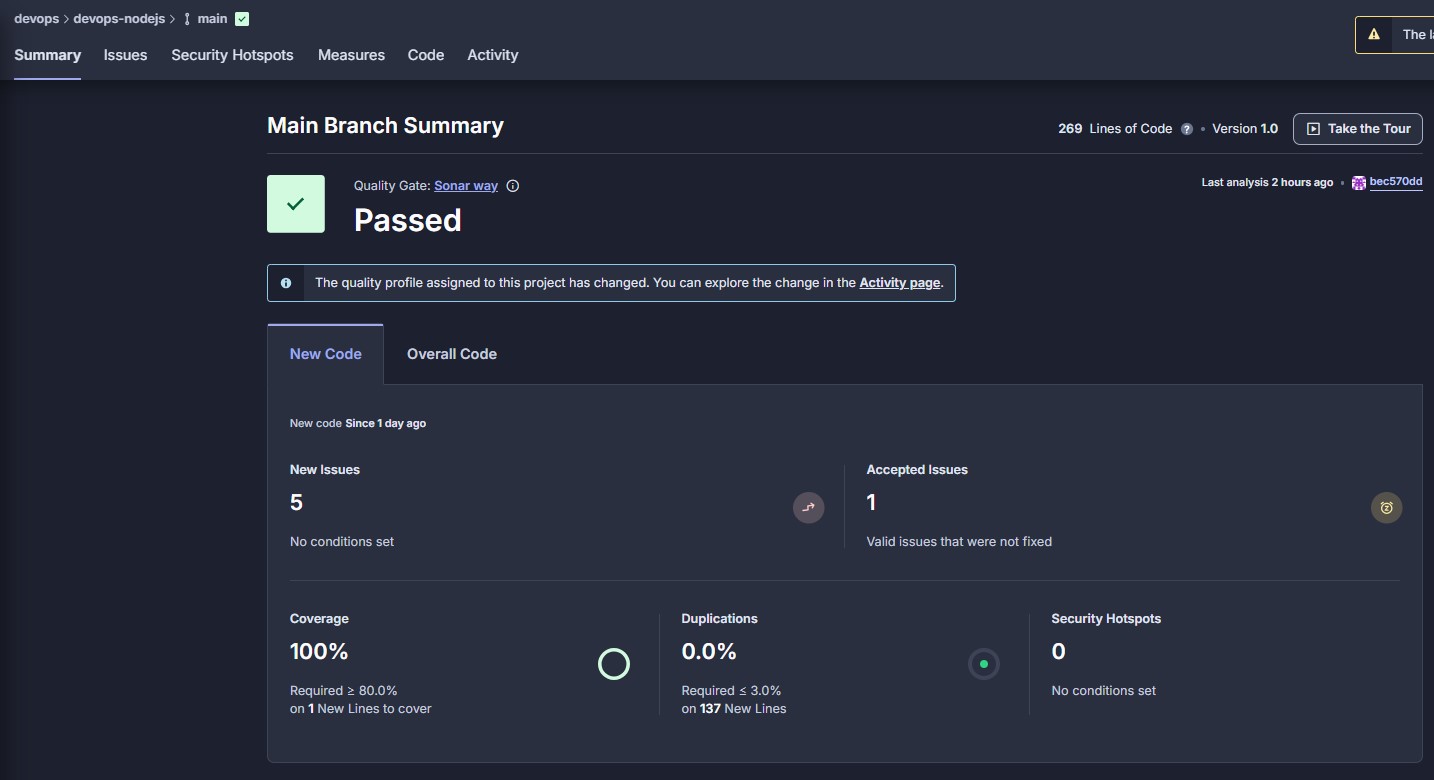 devops > devops-nodejs > main
The
Summary Issues Security Hotspots Measures Code Activity
Main Branch Summary
269 Lines of Code ? • Version 1.0 Take the Tour
Quality Gate: Sonar way
Last analysis 2 hours ago • bec570dd
Passed
The quality profile assigned to this project has changed. You can explore the change in the Activity page.
New Code Overall Code
New code Since 1 day ago
New Issues
5
No conditions set
Accepted Issues
1
Valid issues that were not fixed
Coverage
100%
Required ≥ 80.0%
on 1 New Lines to cover
Duplications
0.0%
Required ≤ 3.0%
on 137 New Lines
Security Hotspots
0
No conditions set